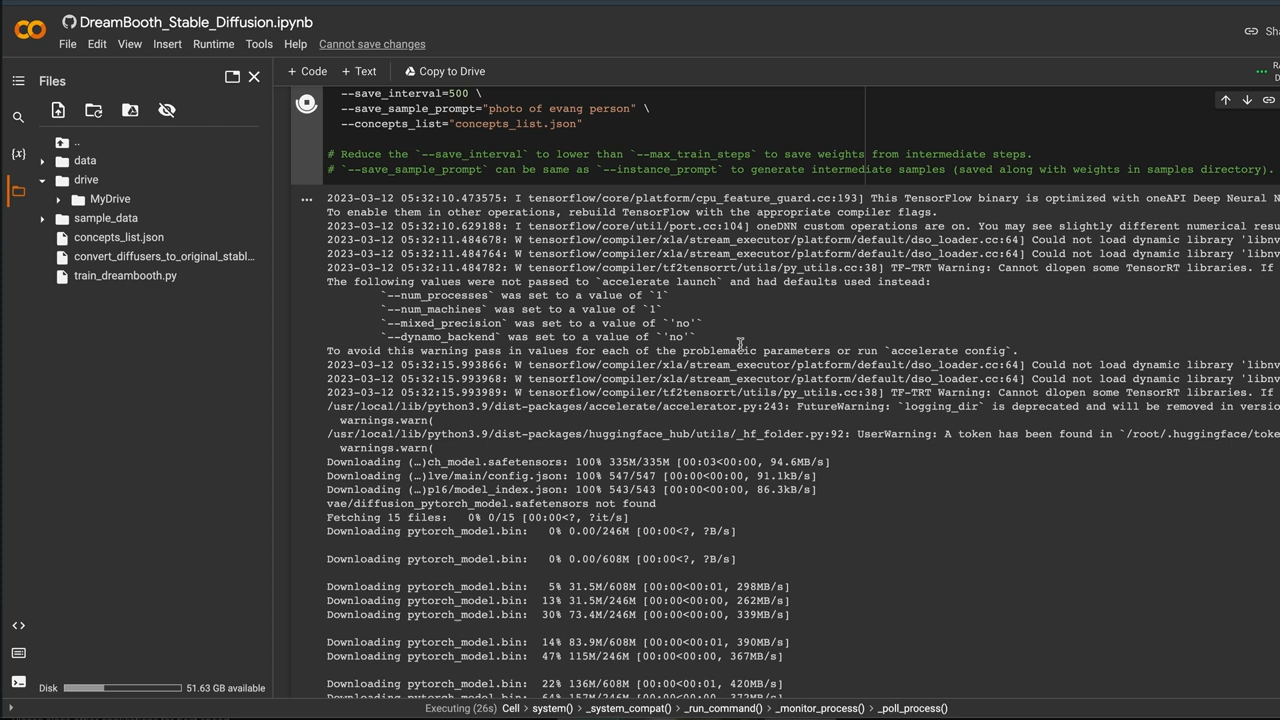 DreamBooth_Stable_Diffusion.ipynb
File Edit View Insert Runtime Tools Help Cannot save changes
Files
+ Code + Text Copy to Drive
..
data
drive
MyDrive
sample_data
concepts_list.json
convert_diffusers_to_original_stabl...
train_dreambooth.py
Disk 51.63 GB available
--save_interval=500 \
--save_sample_prompt="photo of evang person" \
--concepts_list="concepts_list.json"
# Reduce the `--save_interval` to lower than `--max_train_steps` to save weights from intermediate steps.
# `--save_sample_prompt` can be same as `--instance_prompt` to generate intermediate samples (saved along with weights in samples directory).
2023-03-12 05:32:10.473575: I tensorflow/core/platform/cpu_feature_guard.cc:193] This TensorFlow binary is optimized with oneAPI Deep Neural N
To enable them in other operations, rebuild TensorFlow with the appropriate compiler flags.
2023-03-12 05:32:10.629188: I tensorflow/core/util/port.cc:104] oneDNN custom operations are on. You may see slightly different numerical resu
2023-03-12 05:32:11.484678: W tensorflow/compiler/xla/stream_executor/platform/default/dso_loader.cc:64] Could not load dynamic library 'libnv
2023-03-12 05:32:11.484764: W tensorflow/compiler/xla/stream_executor/platform/default/dso_loader.cc:64] Could not load dynamic library 'libnv
2023-03-12 05:32:11.484782: W tensorflow/compiler/tf2tensorrt/utils/py_utils.cc:38] TF-TRT Warning: Cannot dlopen some TensorRT libraries. If
The following values were not passed to `accelerate launch` and had defaults used instead:
`--num_processes` was set to a value of `1`
`--num_machines` was set to a value of `1`
`--mixed_precision` was set to a value of `'no'`
`--dynamo_backend` was set to a value of `'no'`
To avoid this warning pass in values for each of the problematic parameters or run `accelerate config`.
2023-03-12 05:32:15.993866: W tensorflow/compiler/xla/stream_executor/platform/default/dso_loader.cc:64] Could not load dynamic library 'libnv
2023-03-12 05:32:15.993968: W tensorflow/compiler/xla/stream_executor/platform/default/dso_loader.cc:64] Could not load dynamic library 'libnv
2023-03-12 05:32:15.993989: W tensorflow/compiler/tf2tensorrt/utils/py_utils.cc:38] TF-TRT Warning: Cannot dlopen some TensorRT libraries. If
/usr/local/lib/python3.9/dist-packages/accelerate/accelerator.py:243: FutureWarning: `logging_dir` is deprecated and will be removed in versio
warnings.warn(
/usr/local/lib/python3.9/dist-packages/huggingface_hub/utils/_hf_folder.py:92: UserWarning: A token has been found in `/root/.huggingface/toke
warnings.warn(
Downloading (…)ch_model.safetensors: 100% 335M/335M [00:03<00:00, 94.6MB/s]
Downloading (…)lve/main/config.json: 100% 547/547 [00:00<00:00, 91.1kB/s]
Downloading (…)p16/model_index.json: 100% 543/543 [00:00<00:00, 86.3kB/s]
vae/diffusion_pytorch_model.safetensors not found
Fetching 15 files: 0% 0/15 [00:00<?, ?it/s]
Downloading pytorch_model.bin: 0% 0.00/246M [00:00<?, ?B/s]
Downloading pytorch_model.bin: 0% 0.00/608M [00:00<?, ?B/s]
Downloading pytorch_model.bin: 5% 31.5M/608M [00:00<00:01, 298MB/s]
Downloading pytorch_model.bin: 13% 31.5M/246M [00:00<00:00, 262MB/s]
Downloading pytorch_model.bin: 30% 73.4M/246M [00:00<00:00, 339MB/s]
Downloading pytorch_model.bin: 14% 83.9M/608M [00:00<00:01, 390MB/s]
Downloading pytorch_model.bin: 47% 115M/246M [00:00<00:00, 367MB/s]
Downloading pytorch_model.bin: 22% 136M/608M [00:00<00:01, 420MB/s]
Executing (26s) Cell > system() > _system_compat() > _run_command() > _monitor_process() > _poll_process()